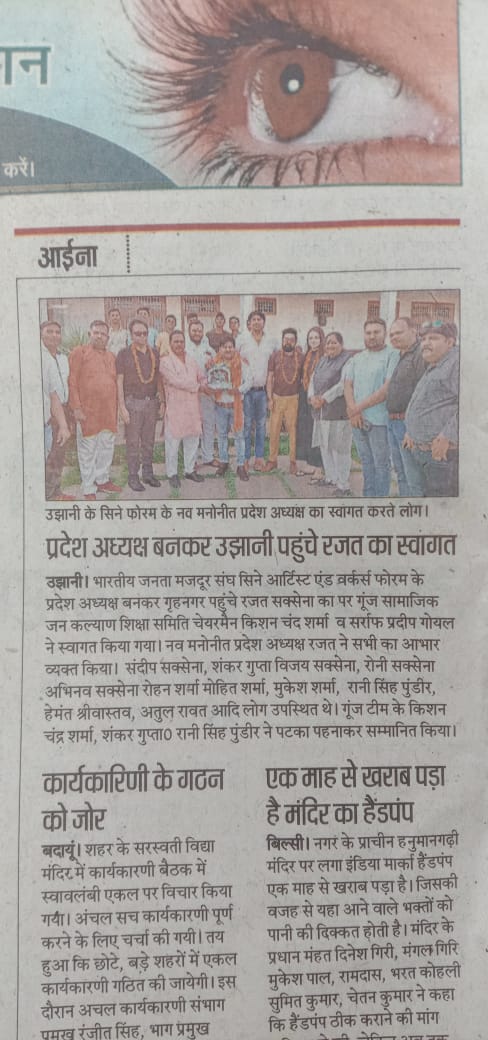 न
करें।
आईना
उझानी के सिने फोरम के नव मनोनीत प्रदेश अध्यक्ष का स्वागत करते लोग।
प्रदेश अध्यक्ष बनकर उझानी पहुंचे रजत का स्वागत
उझानी। भारतीय जनता मजदूर संघ सिने आर्टिस्ट एंड वर्कर्स फोरम के
प्रदेश अध्यक्ष बनकर गृहनगर पहुंचे रजत सक्सेना का पर गूंज सामाजिक
जन कल्याण शिक्षा समिति चेयरमैन किशन चंद शर्मा व सर्राफ प्रदीप गोयल
ने स्वागत किया गया। नव मनोनीत प्रदेश अध्यक्ष रजत ने सभी का आभार
व्यक्त किया। संदीप सक्सेना, शंकर गुप्ता विजय सक्सेना, रोनी सक्सेना
अभिनव सक्सेना रोहन शर्मा मोहित शर्मा, मुकेश शर्मा, रानी सिंह पुंडीर,
हेमंत श्रीवास्तव, अतुल रावत आदि लोग उपस्थित थे। गूंज टीम के किशन
चंद्र शर्मा, शंकर गुप्ता0 रानी सिंह पुंडीर ने पटका पहनाकर सम्मानित किया।
कार्यकारिणी के गठन
को जोर
बदायूं। शहर के सरस्वती विद्या
मंदिर में कार्यकारणी बैठक में
स्वावलंबी एकल पर विचार किया
गया। अंचल सच कार्यकारणी पूर्ण
करने के लिए चर्चा की गयी। तय
हुआ कि छोटे, बड़े शहरों में एकल
कार्यकारणी गठित की जायेगी। इस
दौरान अचल कार्यकारणी संभाग
प्रमुख रंजीत सिंह, भाग प्रमुख
एक माह से खराब पड़ा
है मंदिर का हैंडपंप
बिल्सी। नगर के प्राचीन हनुमानगढ़ी
मंदिर पर लगा इंडिया मार्का हैंडपंप
एक माह से खराब पड़ा है। जिसकी
वजह से यहा आने वाले भक्तों को
पानी की दिक्कत होती है। मंदिर के
प्रधान मंहत दिनेश गिरी, मंगल गिरि
मुकेश पाल, रामदास, भरत कोहली
सुमित कुमार, चेतन कुमार ने कहा
कि हैंडपंप ठीक कराने की मांग